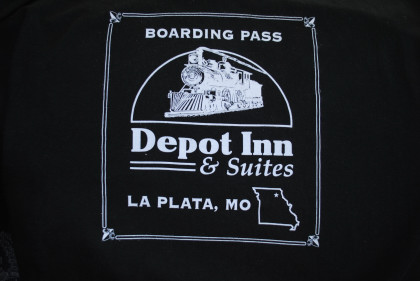 BOARDING PASS
Depot Inn
& Suites
LA PLATA, MO